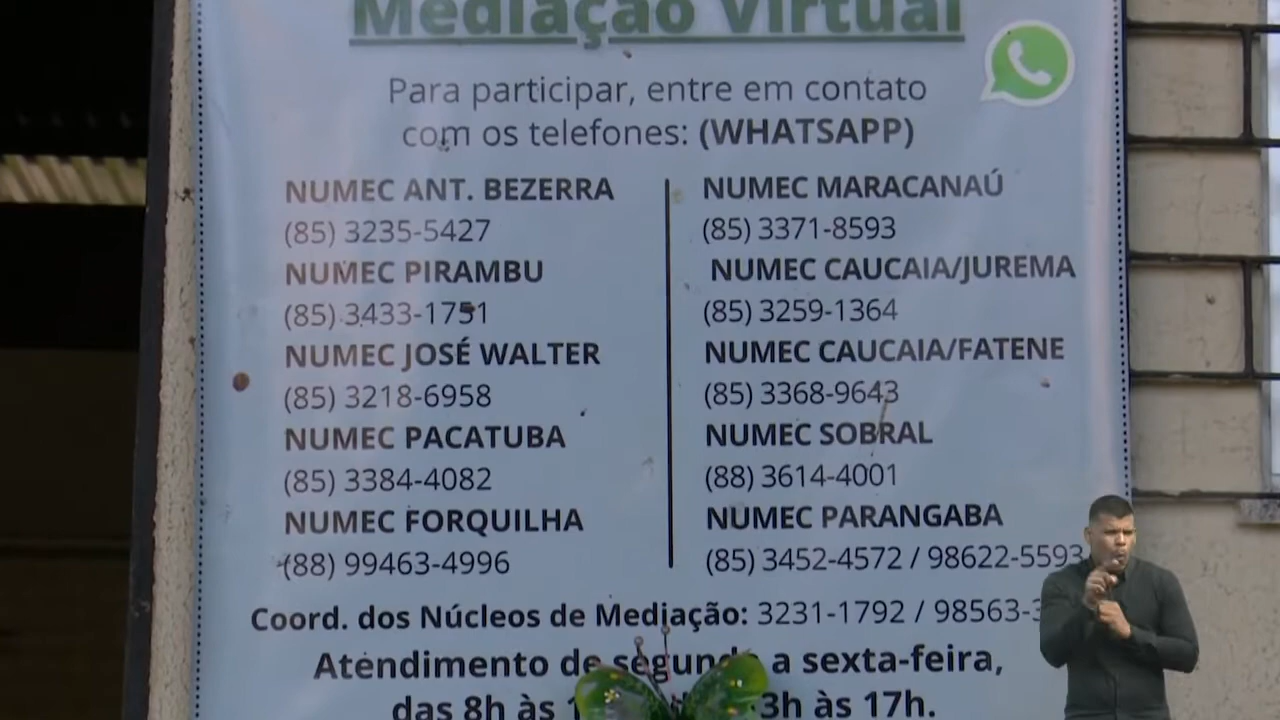 Mediação Virtual
Para participar, entre em contato
com os telefones: (WHATSAPP)
NUMEC ANT. BEZERRA
(85) 3235-5427
NUMEC PIRAMBU
(85) 3433-1751
NUMEC JOSÉ WALTER
(85) 3218-6958
NUMEC PACATUBA
(85) 3384-4082
NUMEC FORQUILHA
(88) 99463-4996
NUMEC MARACANAÚ
(85) 3371-8593
NUMEC CAUCAIA/JUREMA
(85) 3259-1364
NUMEC CAUCAIA/FATENE
(85) 3368-9643
NUMEC SOBRAL
(88) 3614-4001
NUMEC PARANGABA
(85) 3452-4572 / 98622-5593
Coord. dos Núcleos de Mediação: 3231-1792 /
Atendimento de segunda a sexta-feira,
das 8h às 17h.